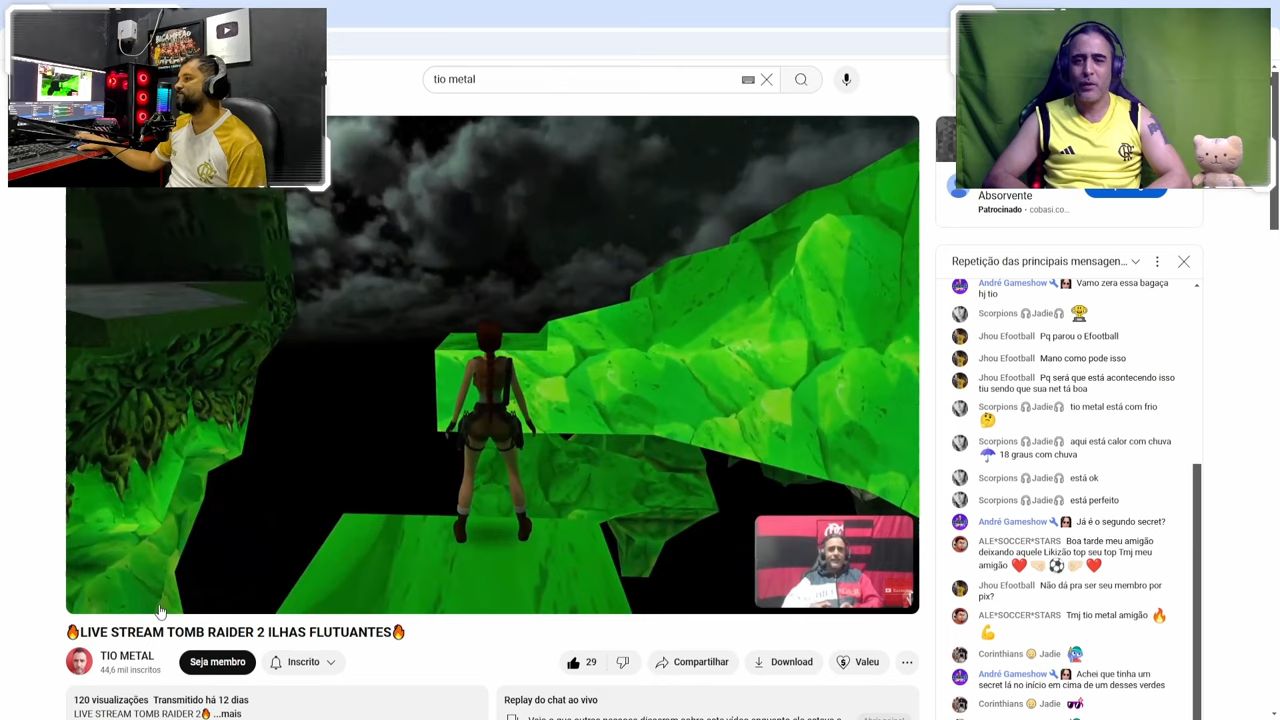 BICAMPEÃO
tio metal
Absorvente
Patrocinado · cobasi.co...
Repetição das principais mensagen...
André Gameshow Vamo zera essa bagaça
hj tio
Scorpions Jadie
Jhou Efootball Pq parou o Efootball
Jhou Efootball Mano como pode isso
Jhou Efootball Pq será que está acontecendo isso
tiu sendo que sua net tá boa
Scorpions Jadie tio metal está com frio
🤔
Scorpions Jadie aqui está calor com chuva
☂ 18 graus com chuva
Scorpions Jadie está ok
Scorpions Jadie está perfeito
André Gameshow Já é o segundo secret?
ALE*SOCCER*STARS Boa tarde meu amigão
deixando aquele Likizão top seu top Tmj meu
amigão ❤️🤜🏻⚽🤛🏻❤️
Jhou Efootball Não dá pra ser seu membro por
pix?
ALE*SOCCER*STARS Tmj tio metal amigão 🔥
💪
Corinthians Jadie
André Gameshow Achei que tinha um
secret lá no início em cima de um desses verdes
Corinthians Jadie
🔥LIVE STREAM TOMB RAIDER 2 ILHAS FLUTUANTES🔥
TIO METAL
44,6 mil inscritos
Seja membro
Inscrito
29
Compartilhar
Download
Valeu
120 visualizações Transmitido há 12 dias
LIVE STREAM TOMB RAIDER 2🔥 ...mais
Replay do chat ao vivo